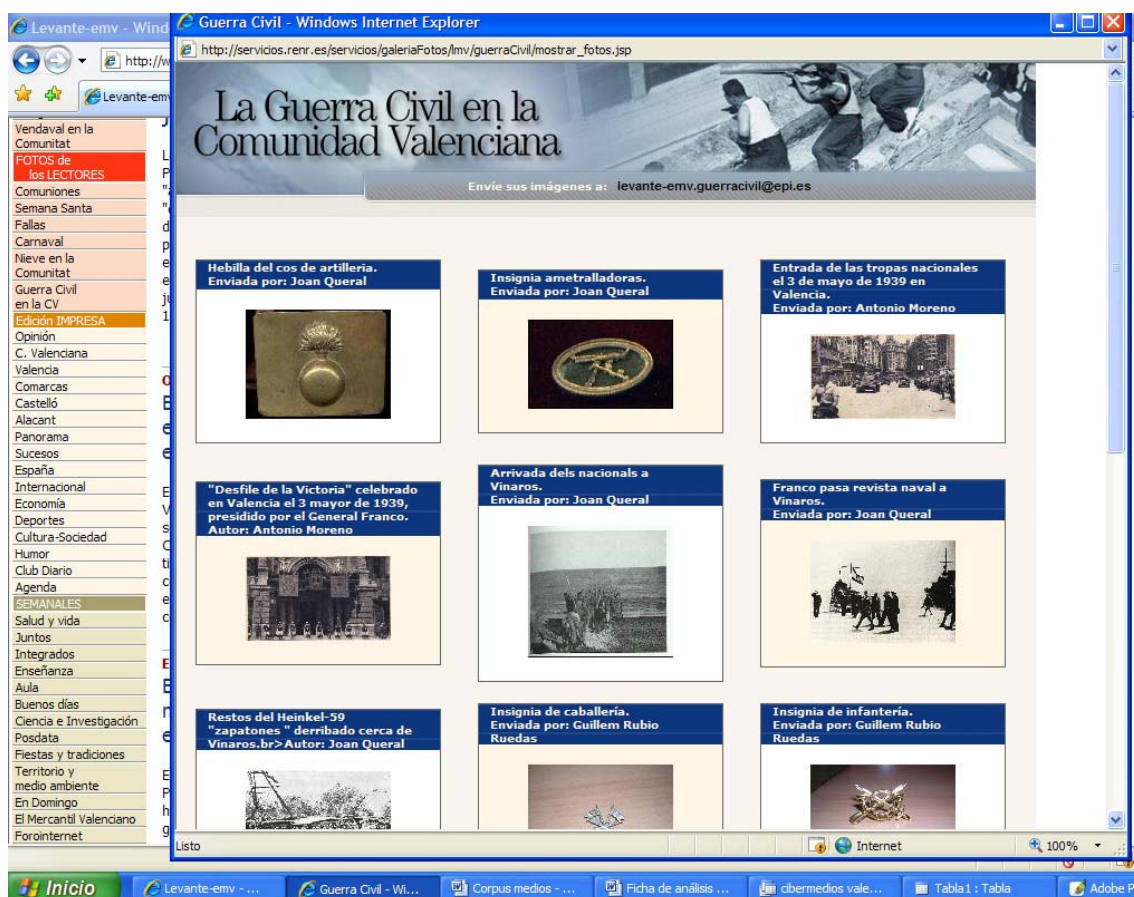 Levante-emv - Wind
Guerra Civil - Windows Internet Explorer
http://w
http://servicios.renr.es/servicios/galeriaFotos/lmv/guerraCivil/mostrar_fotos.jsp
Levante-emv
Vendaval en la
Comunitat
FOTOS de
los LECTORES
Comuniones
Semana Santa
Fallas
Carnaval
Nieve en la
Comunitat
Guerra Civil
en la CV
Edición IMPRESA
Opinión
C. Valenciana
Valencia
Comarcas
Castelló
Alacant
Panorama
Sucesos
España
Internacional
Economía
Deportes
Cultura-Sociedad
Humor
Club Diario
Agenda
SEMANALES
Salud y vida
Juntos
Integrados
Enseñanza
Aula
Buenos días
Ciencia e Investigación
Posdata
Fiestas y tradiciones
Territorio y
medio ambiente
En Domingo
El Mercantil Valenciano
Forointernet
La Guerra Civil en la
Comunidad Valenciana
Envíe sus imágenes a: levante-emv.guerracivil@epi.es
Hebilla del cos de artilleria.
Enviada por: Joan Queral
Insignia ametralladoras.
Enviada por: Joan Queral
Entrada de las tropas nacionales
el 3 de mayo de 1939 en
Valencia.
Enviada por: Antonio Moreno
"Desfile de la Victoria" celebrado
en Valencia el 3 mayor de 1939,
presidido por el General Franco.
Autor: Antonio Moreno
Arrivada dels nacionals a
Vinaros.
Enviada por: Joan Queral
Franco pasa revista naval a
Vinaros.
Enviada por: Joan Queral
Restos del Heinkel-59
"zapatones " derribado cerca de
Vinaros.br>Autor: Joan Queral
Insignia de caballería.
Enviada por: Guillem Rubio
Ruedas
Insignia de infantería.
Enviada por: Guillem Rubio
Ruedas
Listo
Internet
100%
Inicio
Levante-emv - ...
Guerra Civil - Wi...
Corpus medios - ...
Ficha de análisis ...
cibermedios vale...
Tabla1 : Tabla
Adobe P